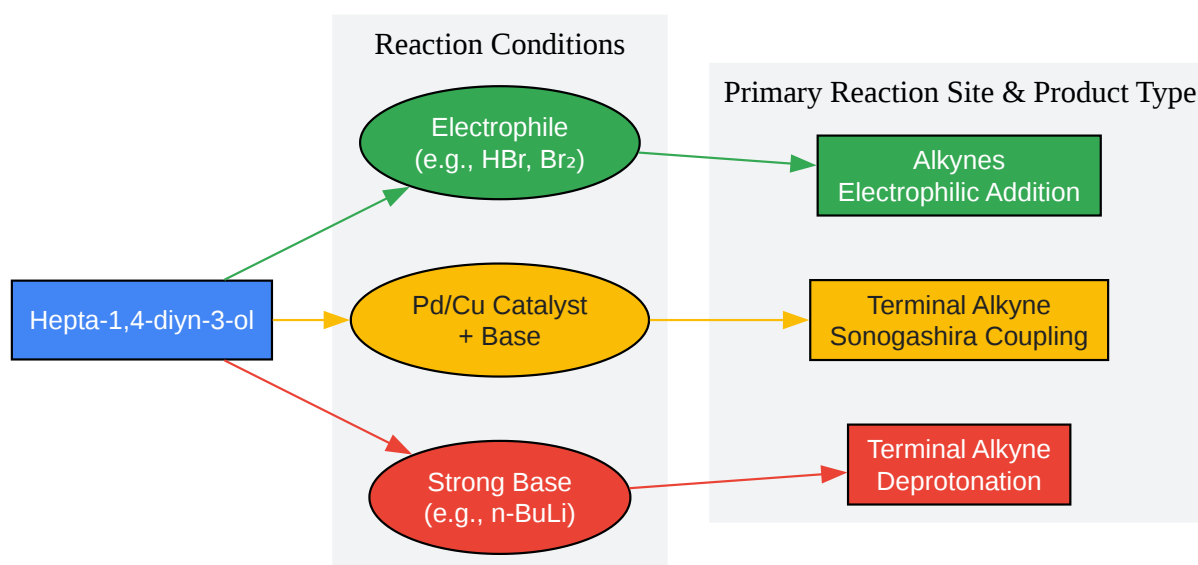 Reaction Conditions
Primary Reaction Site & Product Type
Hepta-1,4-diyn-3-ol
Electrophile
(e.g., HBr, Br₂)
Alkynes
Electrophilic Addition
Pd/Cu Catalyst
+ Base
Terminal Alkyne
Sonogashira Coupling
Strong Base
(e.g., n-BuLi)
Terminal Alkyne
Deprotonation